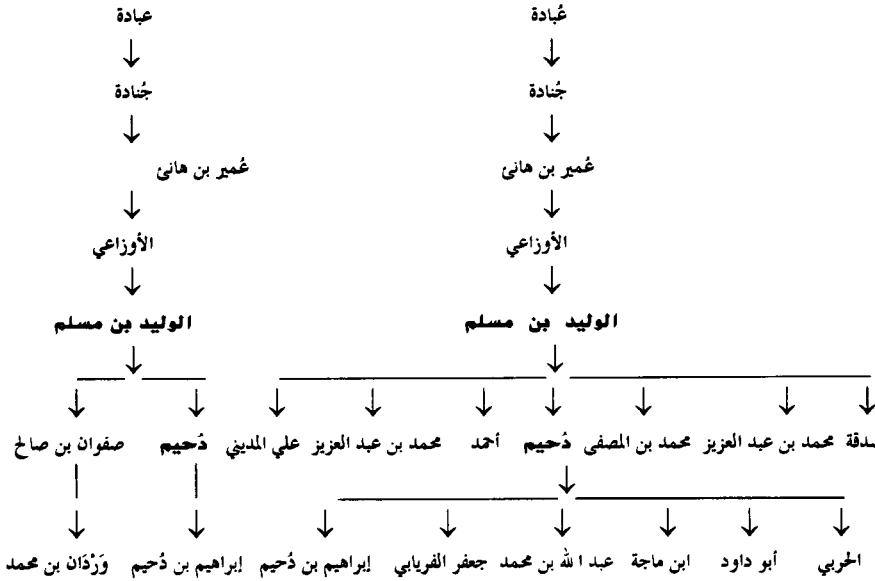 عُبادة عبادة
جُنادة جُنادة
عُمير بن هانئ عُمير بن هانئ
الأوزاعي الأوزاعي
الوليد بن مسلم الوليد بن مسلم
محمد بن عبد العزيز محمد بن المصفى دُحيم أحمد محمد بن عبد العزيز علي المديني دُحيم صفوان بن صالح
الحربي أبو داود ابن ماجة عبد الله بن محمد جعفر الفريابي إبراهيم بن دُحيم إبراهيم بن دُحيم وَرْدَان بن محمد